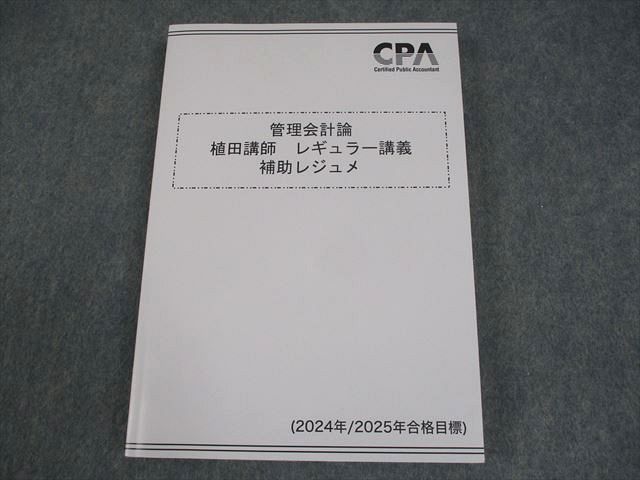 CPA
Certified Public Accountant
管理会計論
植田講師　レギュラー講義
補助レジュメ
(2024年/2025年合格目標)